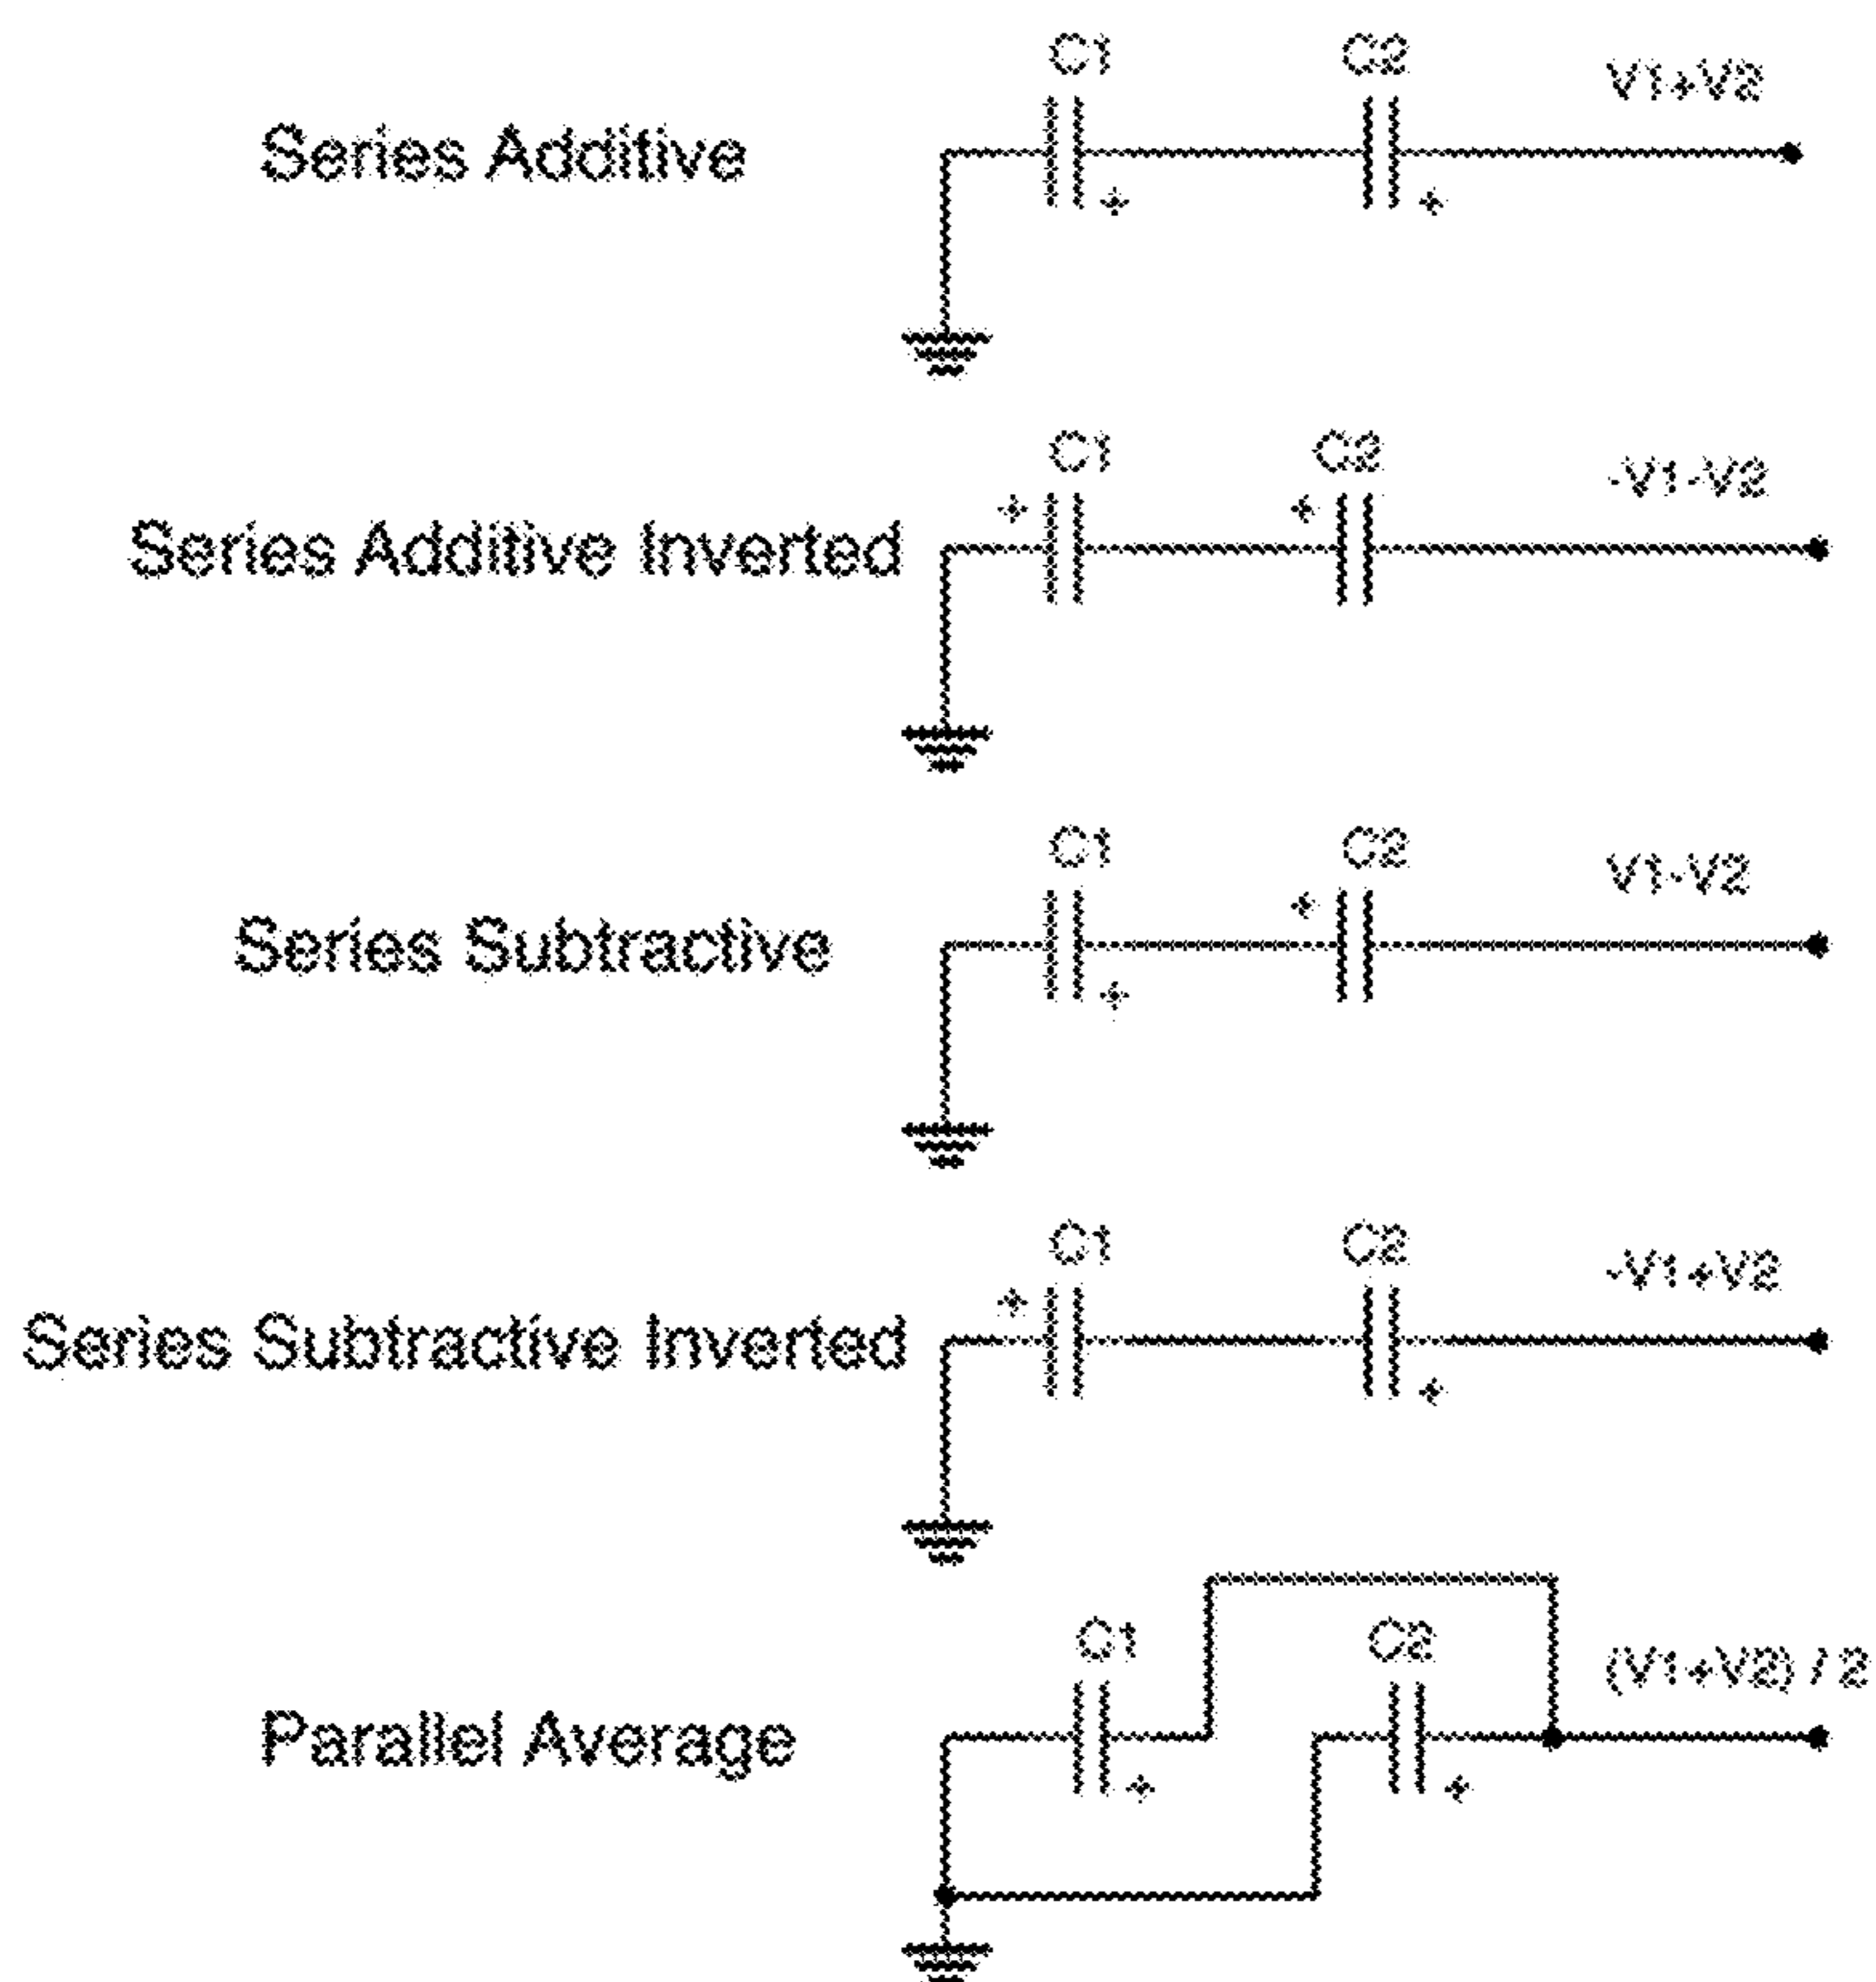 C1 C2 V1+V2
Series Additive
+ +
C1 C2 -V1-V2
+ +
Series Additive Inverted
C1 C2 V1-V2
+
Series Subtractive
+
C1 C2 -V1+V2
+
Series Subtractive Inverted
+
C1 C2 (V1+V2) / 2
Parallel Average
+ +